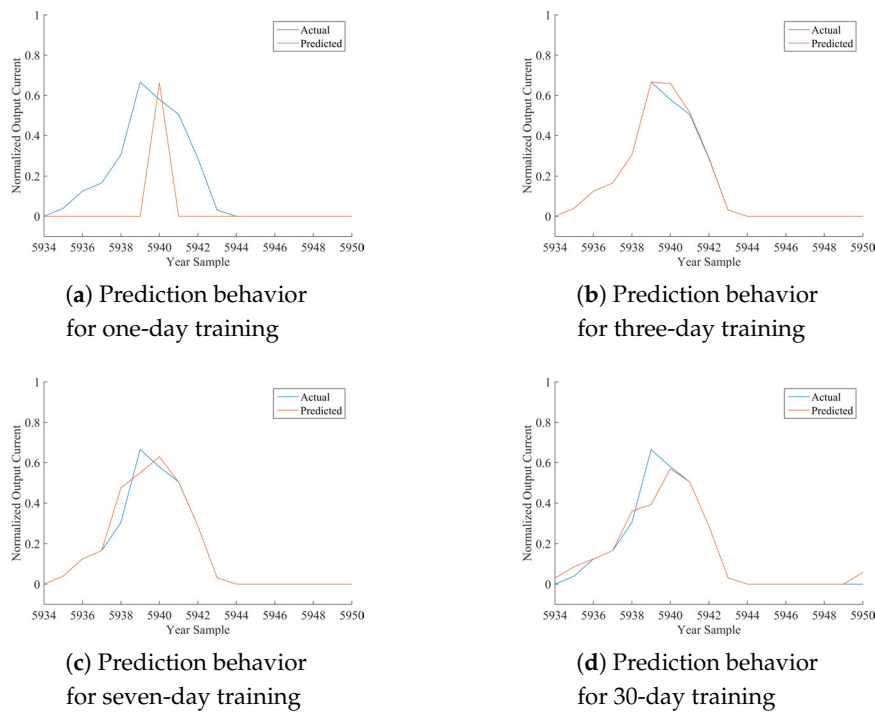 Actual
Predicted
1
0.8
0.6
0.4
0.2
0
Normalized Output Current
5934 5936 5938 5940 5942 5944 5946 5948 5950
Year Sample
(a) Prediction behavior
for one-day training
Actual
Predicted
1
0.8
0.6
0.4
0.2
0
Normalized Output Current
5934 5936 5938 5940 5942 5944 5946 5948 5950
Year Sample
(b) Prediction behavior
for three-day training
Actual
Predicted
1
0.8
0.6
0.4
0.2
0
Normalized Output Current
5934 5936 5938 5940 5942 5944 5946 5948 5950
Year Sample
(c) Prediction behavior
for seven-day training
Actual
Predicted
1
0.8
0.6
0.4
0.2
0
Normalized Output Current
5934 5936 5938 5940 5942 5944 5946 5948 5950
Year Sample
(d) Prediction behavior
for 30-day training